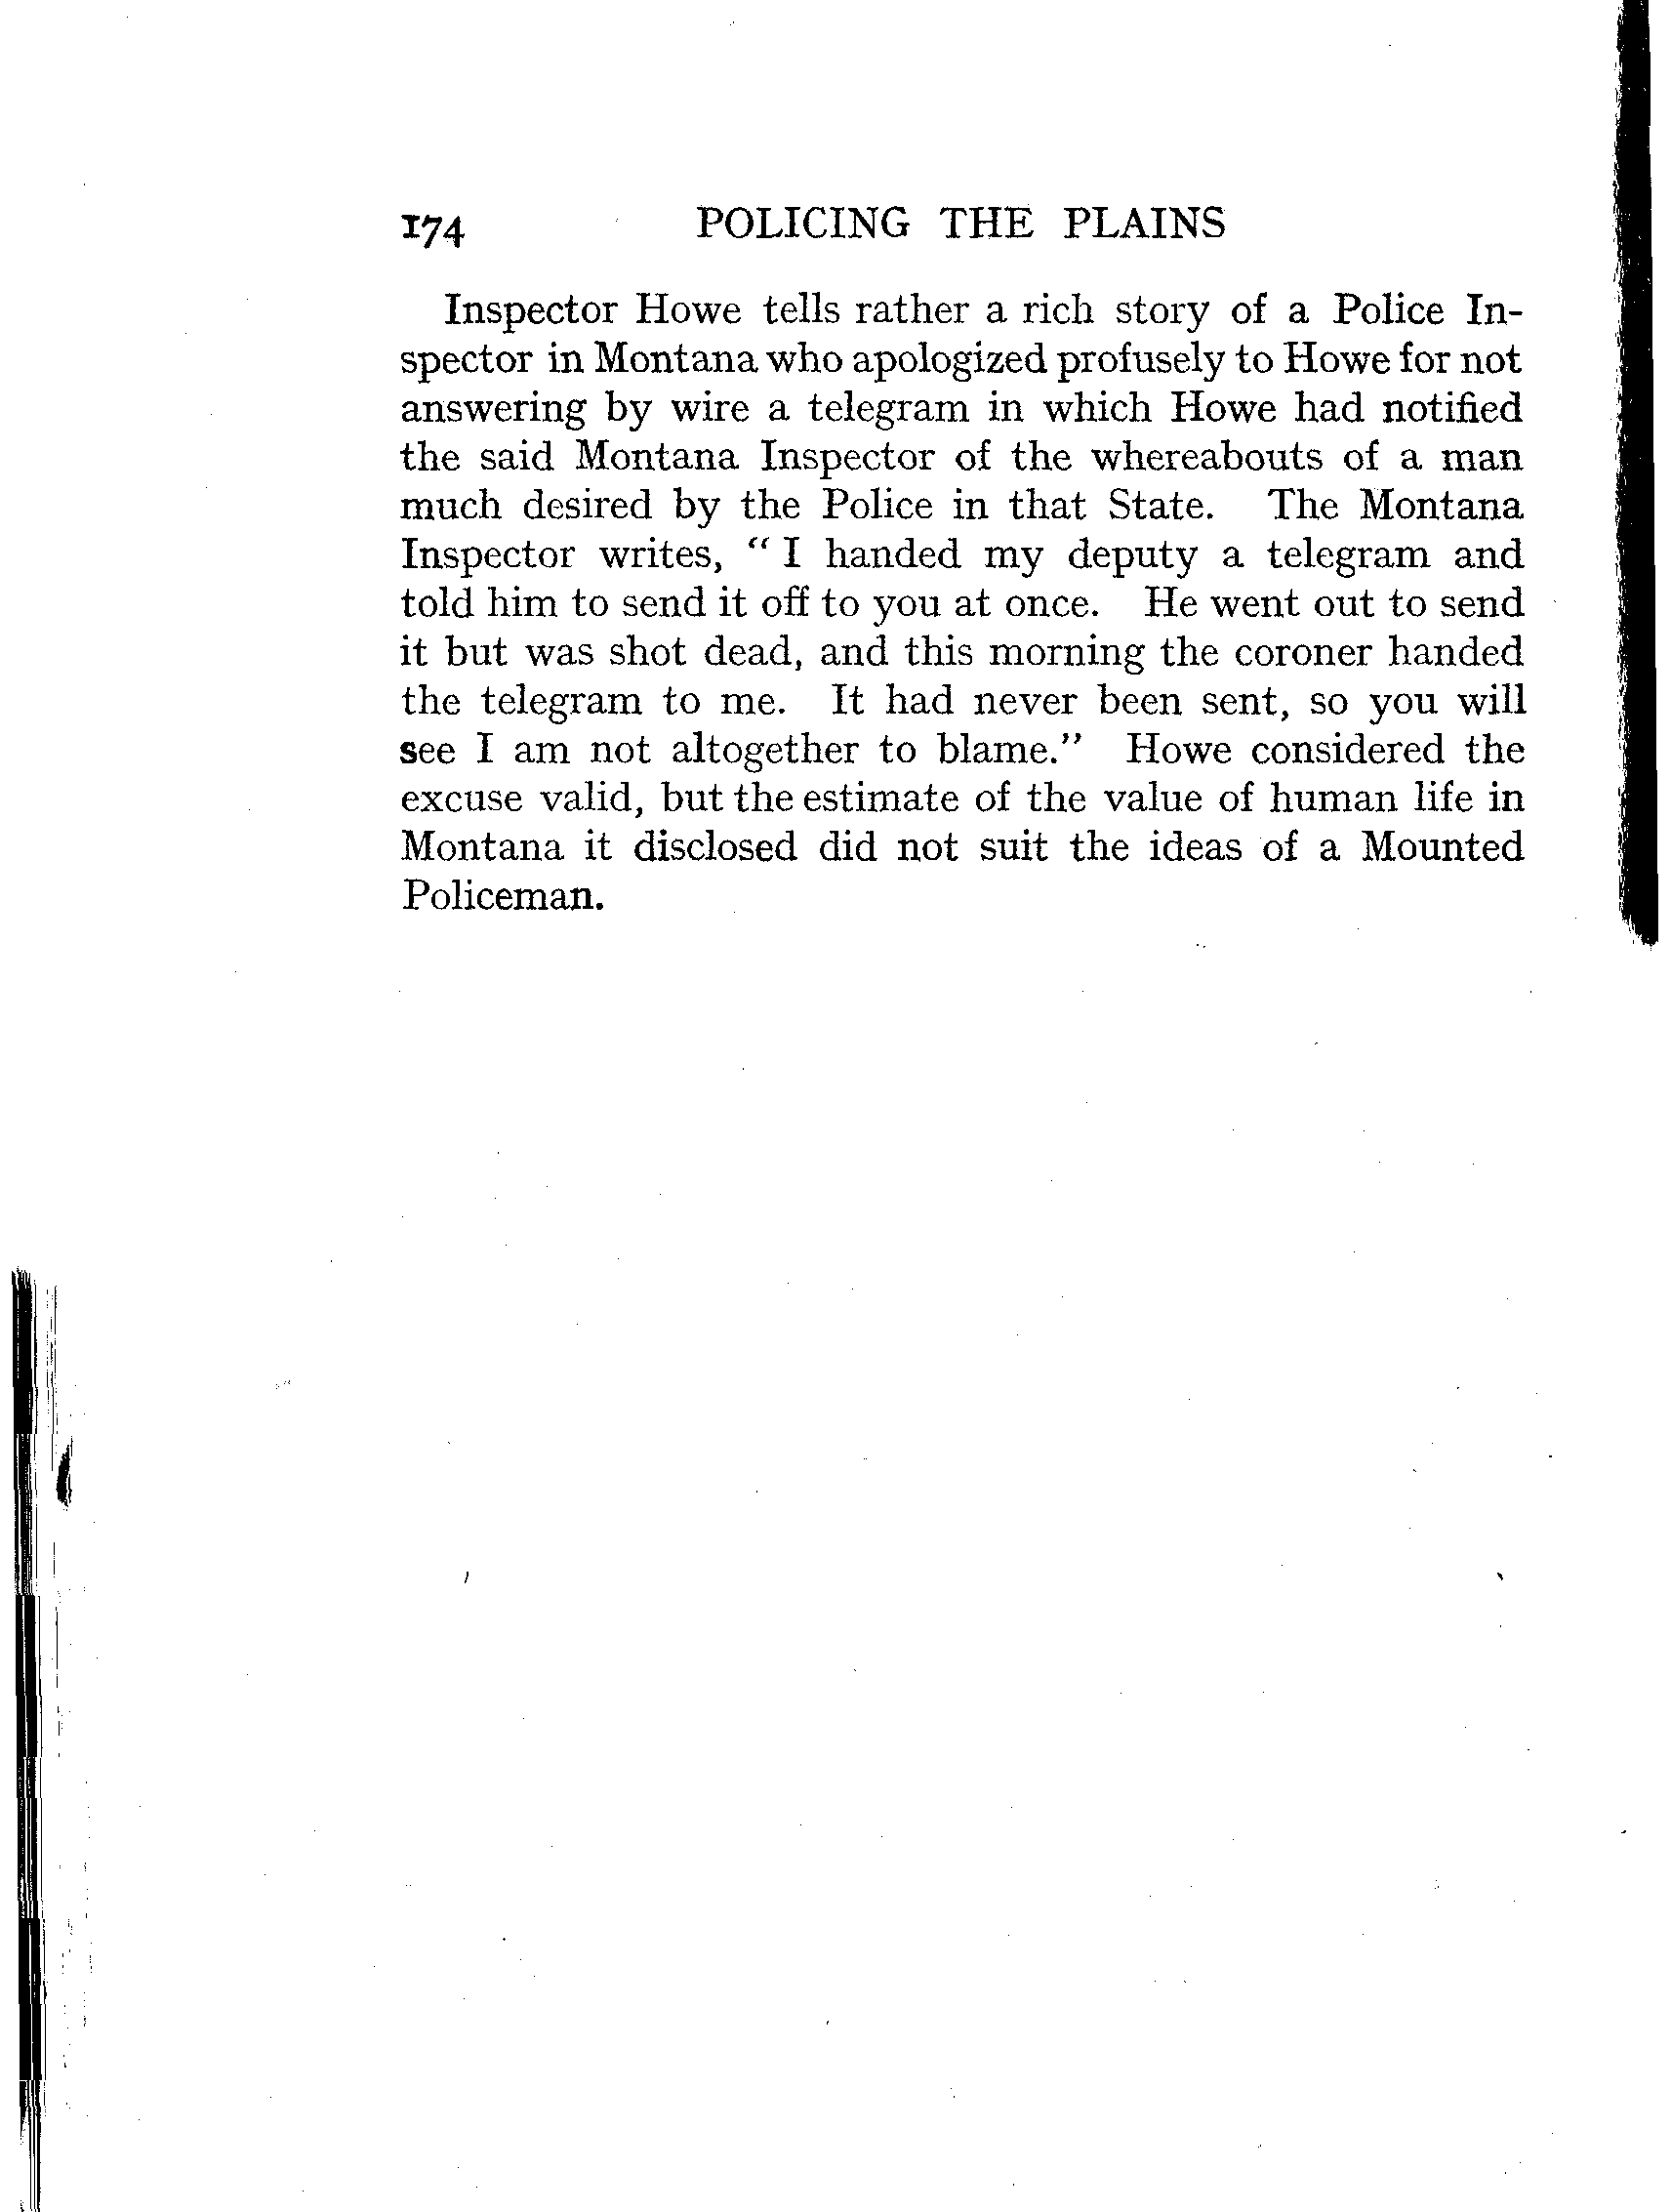 174 POLICING THE PLAINS
Inspector Howe tells rather a rich story of a Police In-
spector in Montana who apologized profusely to Howe for not
answering by wire a telegram in which Howe had notified
the said Montana Inspector of the whereabouts of a man
much desired by the Police in that State. The Montana
Inspector writes, “ I handed my deputy a telegram and
told him to send it off to you at once. He went out to send
it but was shot dead, and this morning the coroner handed
the telegram to me. It had never been sent, so you will
see I am not altogether to blame.” Howe considered the
excuse valid, but the estimate of the value of human life in
Montana it disclosed did not suit the ideas of a Mounted
Policeman.